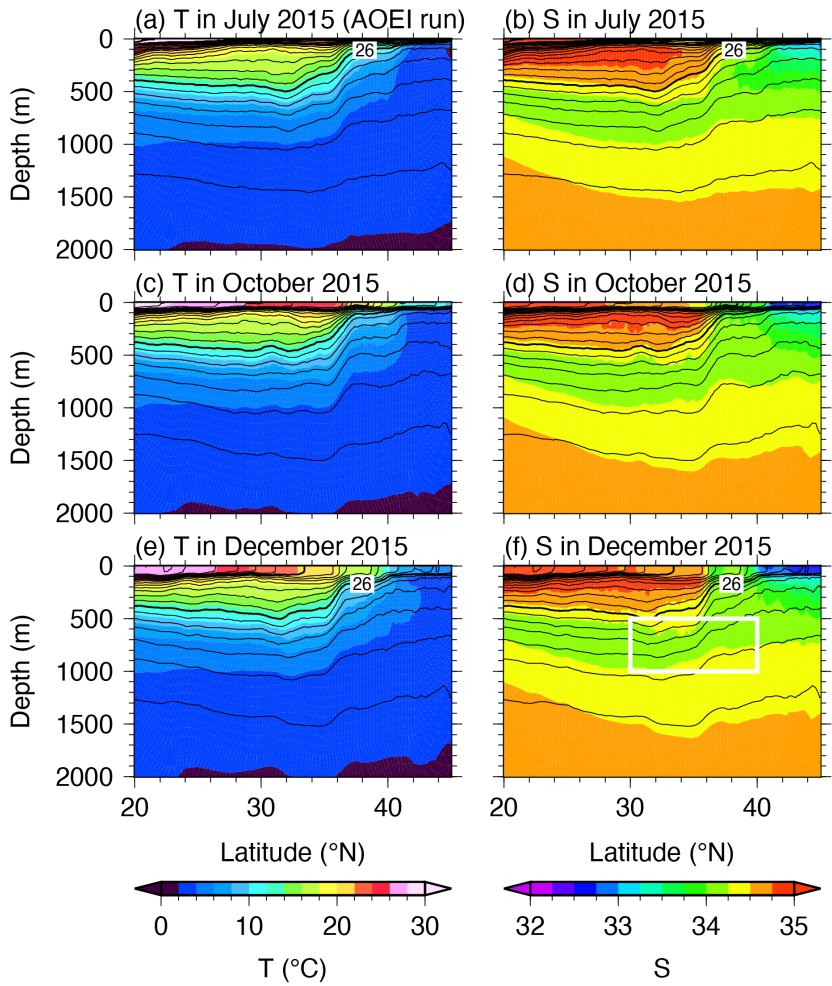 (a) T in July 2015 (AOEI run)
(b) S in July 2015
0
500
1000
1500
2000
Depth (m)
26
26
(c) T in October 2015
(d) S in October 2015
0
500
1000
1500
2000
Depth (m)
(e) T in December 2015
(f) S in December 2015
0
500
1000
1500
2000
Depth (m)
26
26
20 30 40
20 30 40
Latitude (°N)
Latitude (°N)
0 10 20 30
32 33 34 35
T (°C)
S